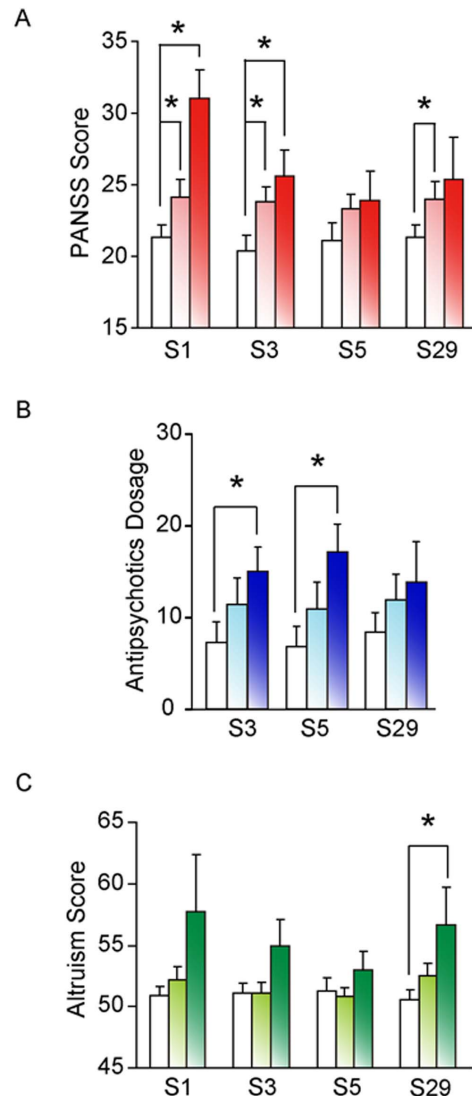 A
PANSS Score
35
30
25
20
15
*
*
*
*
*
S1 S3 S5 S29
B
Antipsychotics Dosage
30
20
10
0
*
*
S3 S5 S29
C
Altruism Score
65
60
55
50
45
*
S1 S3 S5 S29